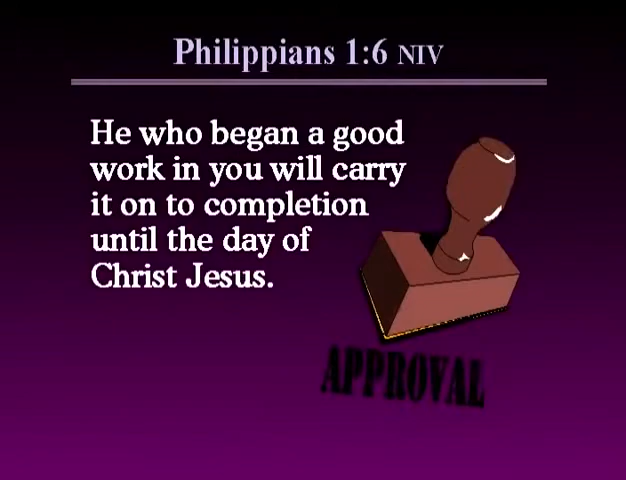 Philippians 1:6 NIV
He who began a good
work in you will carry
it on to completion
until the day of
Christ Jesus.
APPROVAL